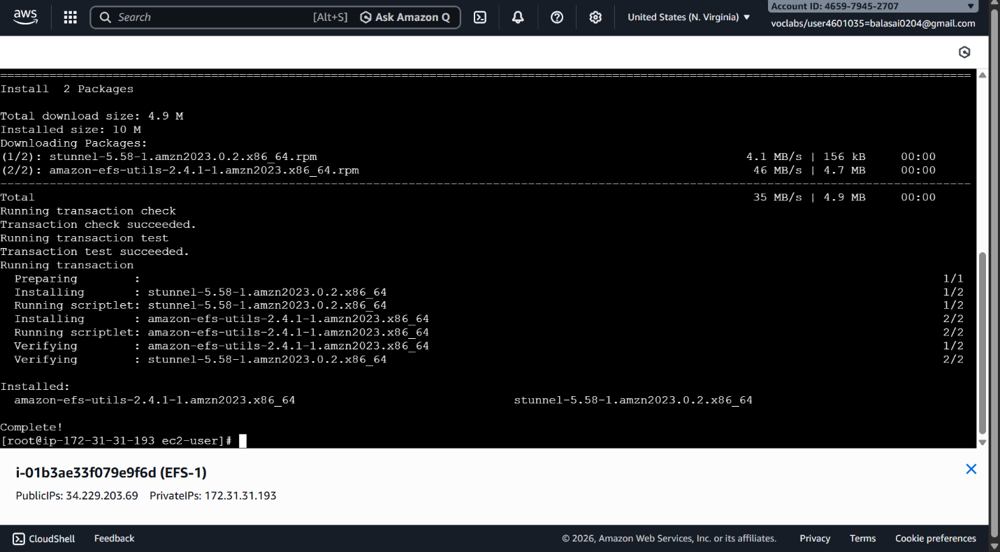 aws
Search [Alt+S] Ask Amazon Q United States (N. Virginia) ▼ Account ID: 4659-7945-2707 ▼
voclabs/user4601035=balasai0204@gmail.com
================================================================================
Install  2 Packages
Total download size: 4.9 M
Installed size: 10 M
Downloading Packages:
(1/2): stunnel-5.58-1.amzn2023.0.2.x86_64.rpm 4.1 MB/s | 156 kB 00:00
(2/2): amazon-efs-utils-2.4.1-1.amzn2023.x86_64.rpm 46 MB/s | 4.7 MB 00:00
--------------------------------------------------------------------------------
Total 35 MB/s | 4.9 MB 00:00
Running transaction check
Transaction check succeeded.
Running transaction test
Transaction test succeeded.
Running transaction
Preparing : 1/1
Installing : stunnel-5.58-1.amzn2023.0.2.x86_64 1/2
Running scriptlet: stunnel-5.58-1.amzn2023.0.2.x86_64 1/2
Installing : amazon-efs-utils-2.4.1-1.amzn2023.x86_64 2/2
Running scriptlet: amazon-efs-utils-2.4.1-1.amzn2023.x86_64 2/2
Verifying : amazon-efs-utils-2.4.1-1.amzn2023.x86_64 1/2
Verifying : stunnel-5.58-1.amzn2023.0.2.x86_64 2/2
Installed:
amazon-efs-utils-2.4.1-1.amzn2023.x86_64 stunnel-5.58-1.amzn2023.0.2.x86_64
Complete!
[root@ip-172-31-31-193 ec2-user]#
i-01b3ae33f079e9f6d (EFS-1)
PublicIPs: 34.229.203.69 PrivateIPs: 172.31.31.193
CloudShell Feedback © 2026, Amazon Web Services, Inc. or its affiliates. Privacy Terms Cookie preferences